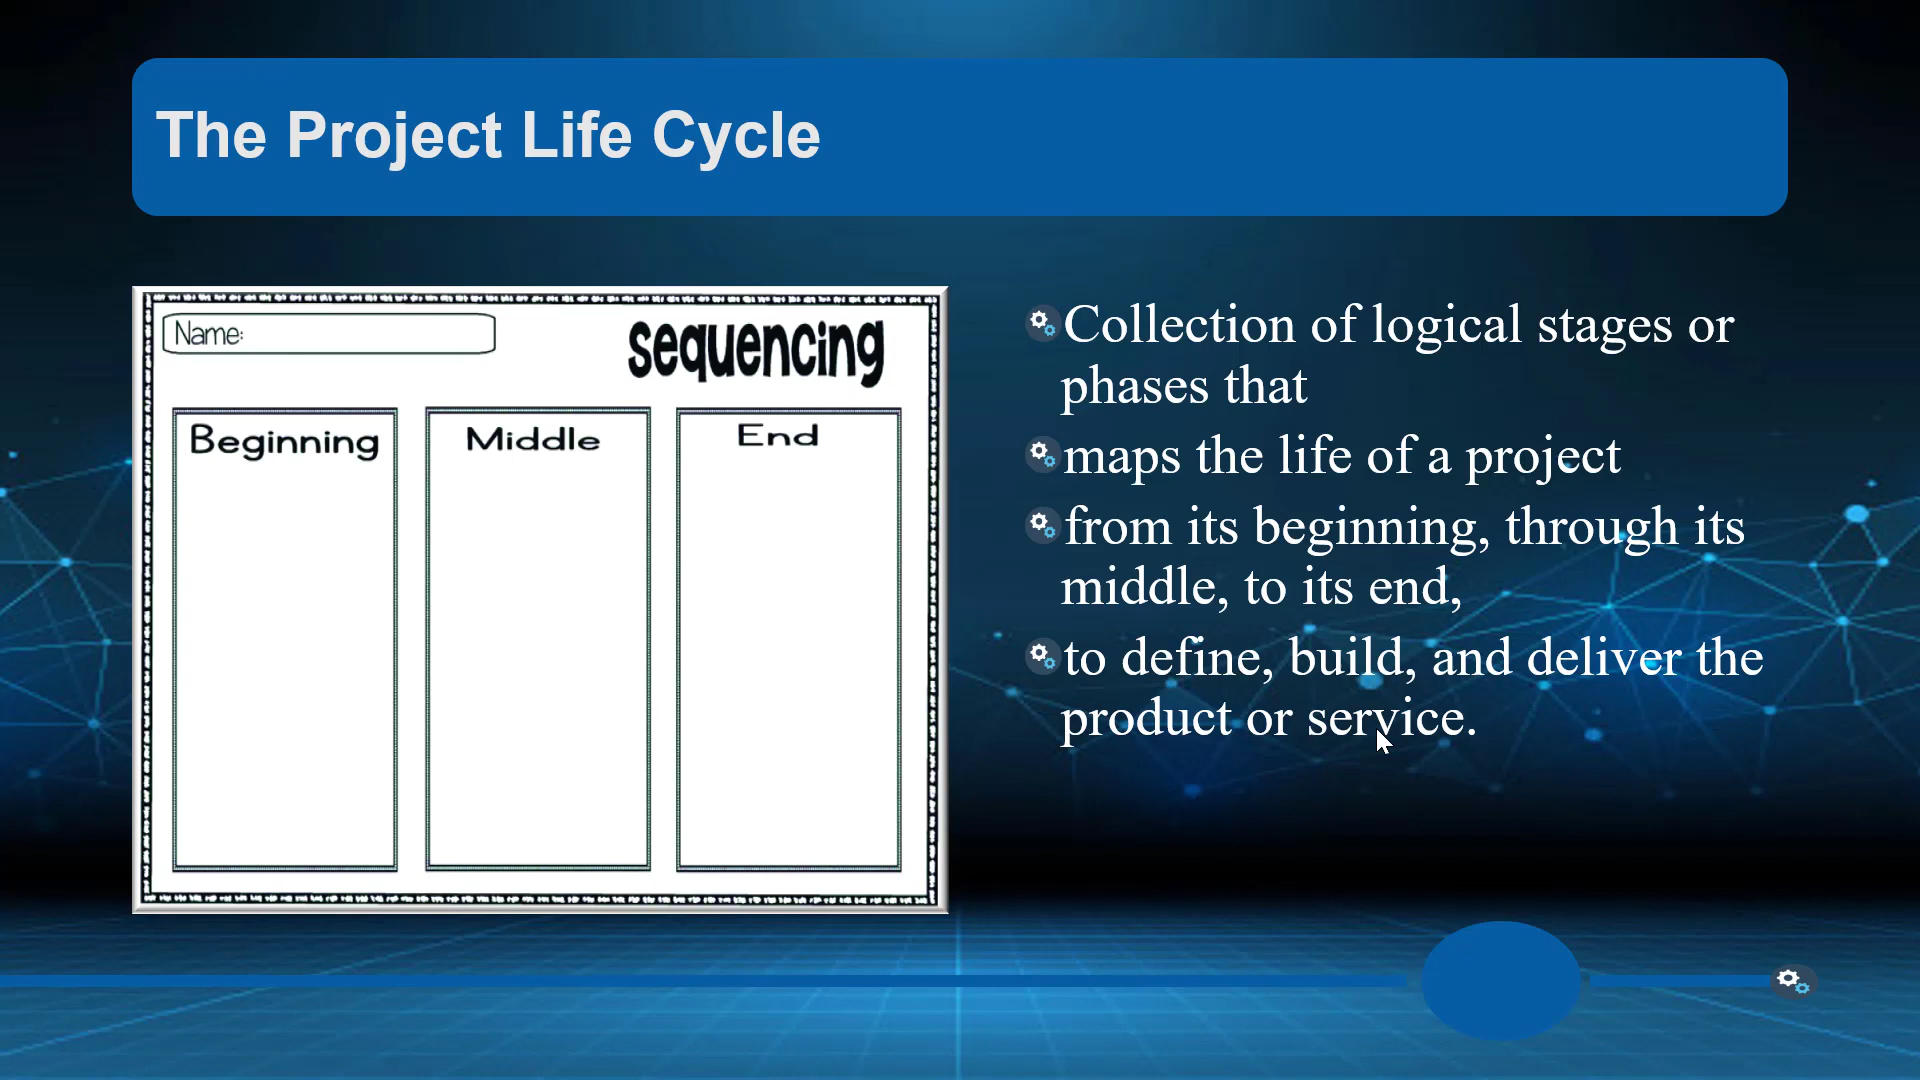 The Project Life Cycle
Name:
sequencing
Beginning
Middle
End
Collection of logical stages or
phases that
maps the life of a project
from its beginning, through its
middle, to its end,
to define, build, and deliver the
product or service.